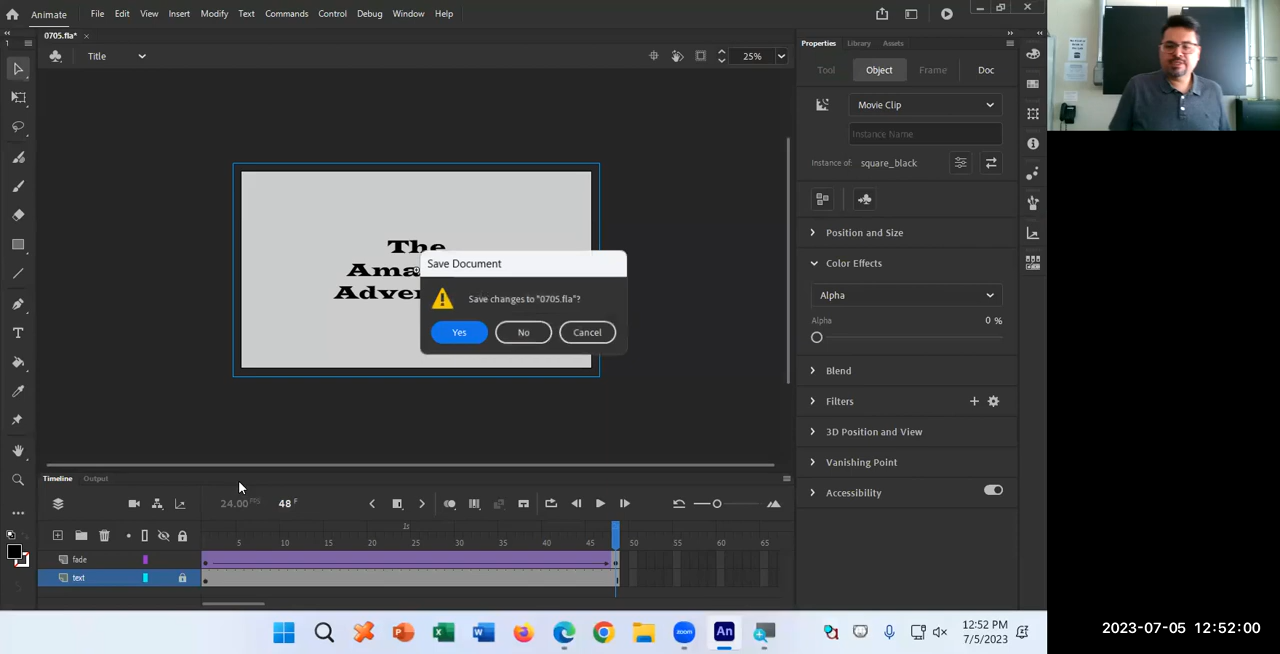 Animate File Edit View Insert Modify Text Commands Control Debug Window Help
0705.fla* ×
Title
25%
The
Ama
Adver
Save Document
Save changes to "0705.fla"?
Yes No Cancel
Properties Library Assets
Tool Object Frame Doc
Movie Clip
Instance Name
Instance of: square_black
Position and Size
Color Effects
Alpha
Alpha 0 %
Blend
Filters
3D Position and View
Vanishing Point
Accessibility
Timeline Output
24.00 FPS 48 F
1s
5 10 15 20 25 30 35 40 45 50 55 60 65
fade
text
12:52 PM
7/5/2023
2023-07-05 12:52:00